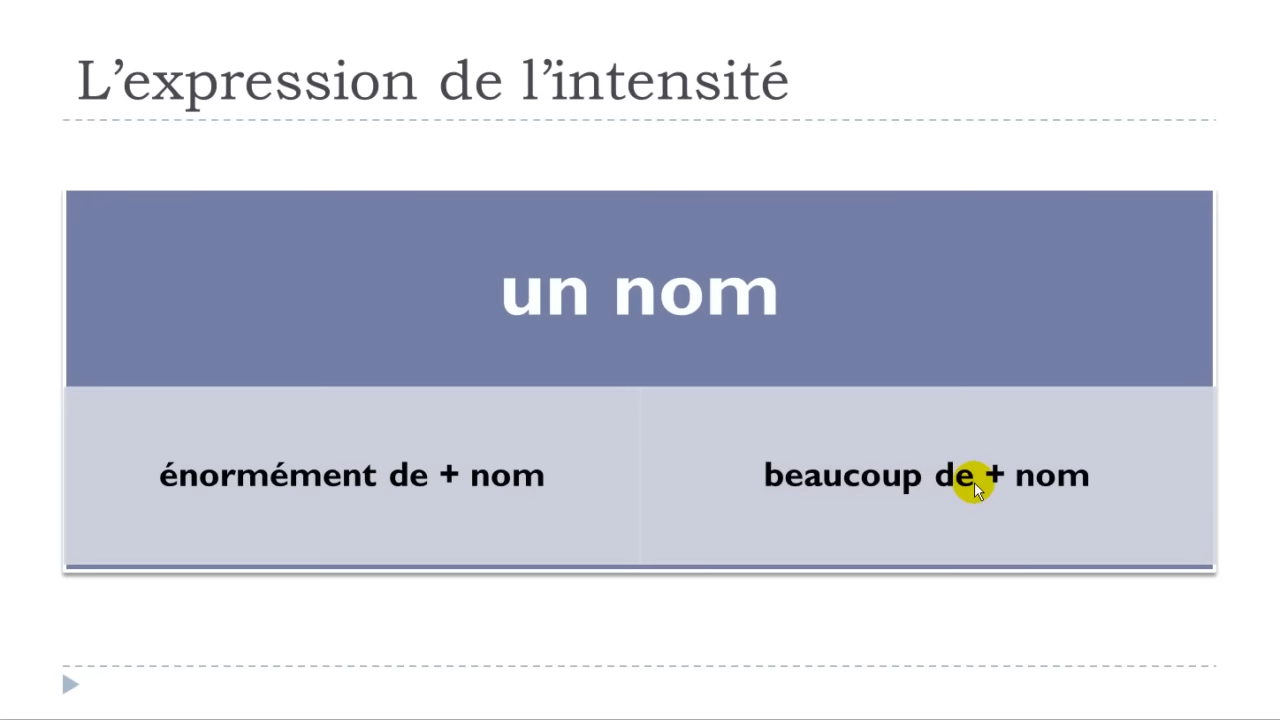 L’expression de l’intensité
un nom
énormément de + nom
beaucoup de + nom